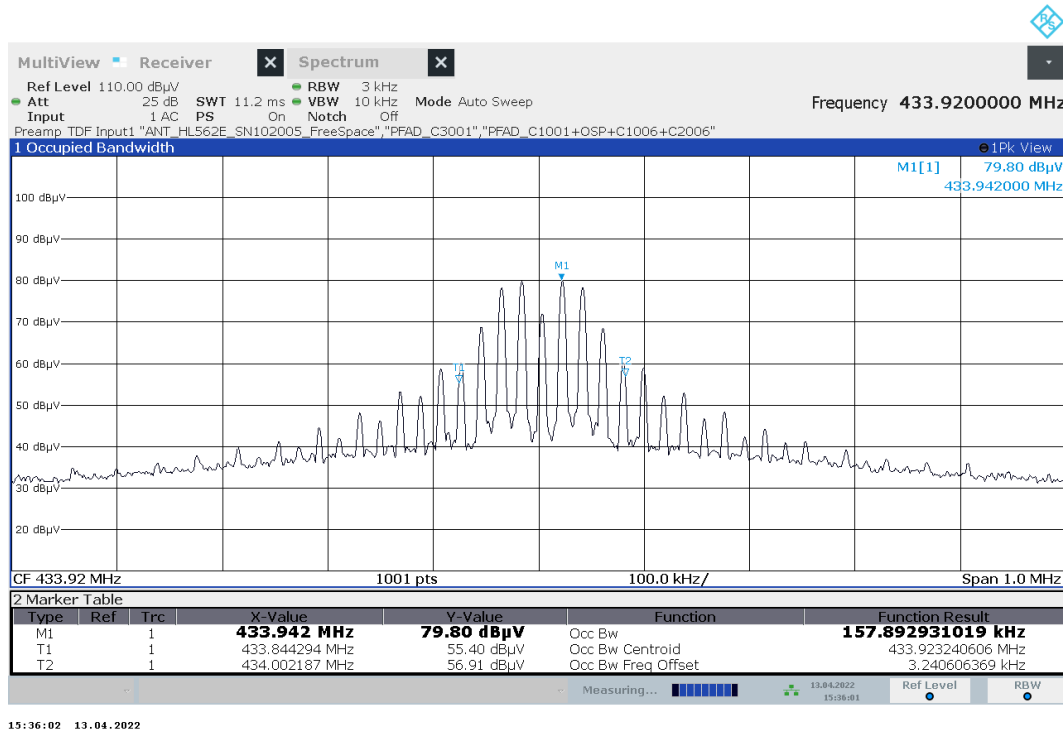 R S
MultiView Receiver X Spectrum X
Ref Level 110.00 dBµV RBW 3 kHz
Att 25 dB SWT 11.2 ms VBW 10 kHz Mode Auto Sweep Frequency 433.9200000 MHz
Input 1 AC PS On Notch Off
Preamp TDF Input1 "ANT_HL562E_SN102005_FreeSpace","PFAD_C3001","PFAD_C1001+OSP+C1006+C2006"
1 Occupied Bandwidth 1Pk View
M1[1] 79.80 dBµV
433.942000 MHz
100 dBµV
90 dBµV
M1
80 dBµV
70 dBµV
60 dBµV
T1
T2
50 dBµV
40 dBµV
30 dBµV
20 dBµV
CF 433.92 MHz 1001 pts 100.0 kHz/ Span 1.0 MHz
2 Marker Table
Type Ref Trc X-Value Y-Value Function Function Result
M1 1 433.942 MHz 79.80 dBµV Occ Bw 157.892931019 kHz
T1 1 433.844294 MHz 55.40 dBµV Occ Bw Centroid 433.923240606 MHz
T2 1 434.002187 MHz 56.91 dBµV Occ Bw Freq Offset 3.240606369 kHz
Measuring... 13.04.2022 Ref Level RBW
15:36:01
15:36:02 13.04.2022